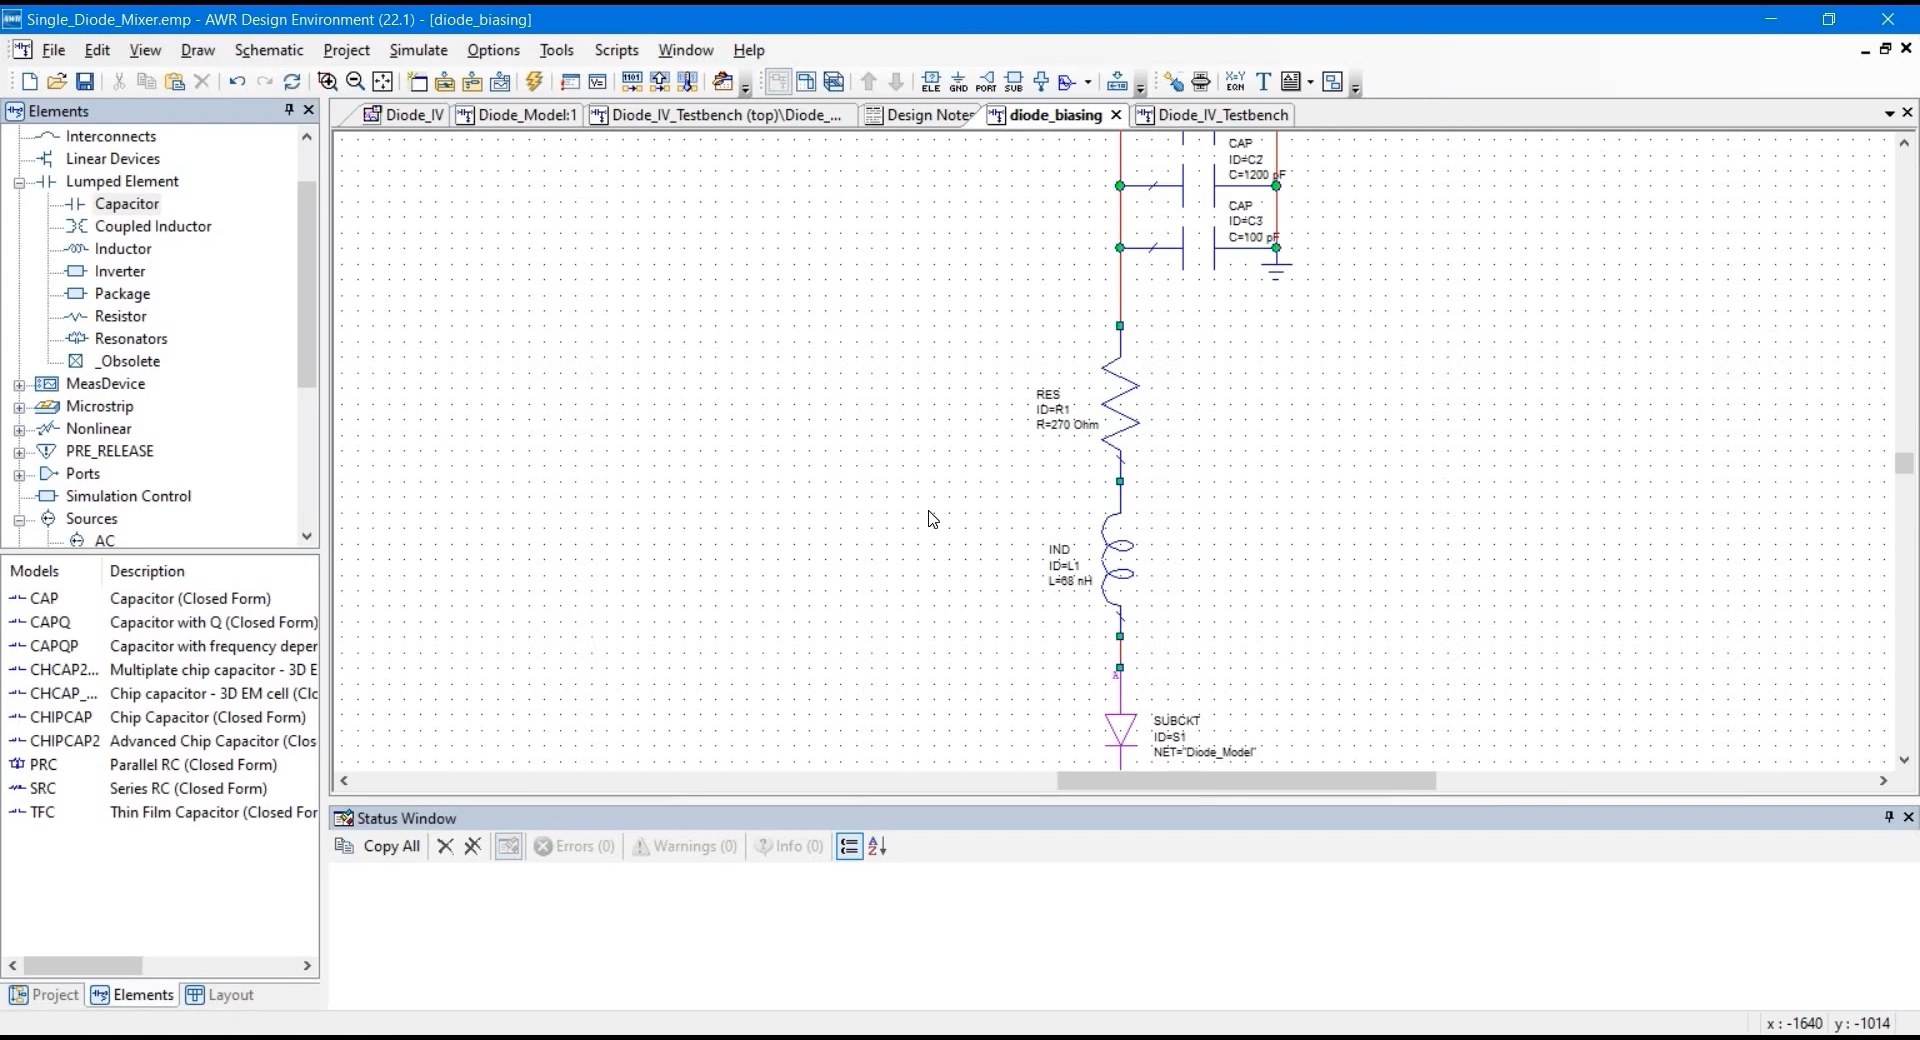 Single_Diode_Mixer.emp - AWR Design Environment (22.1) - [diode_biasing]
File Edit View Draw Schematic Project Simulate Options Tools Scripts Window Help
ELE GND PORT SUB X=Y EQN
Elements
Diode_IV Diode_Model:1 Diode_IV_Testbench (top)\Diode_... Design Notes diode_biasing Diode_IV_Testbench
Interconnects
Linear Devices
Lumped Element
Capacitor
Coupled Inductor
Inductor
Inverter
Package
Resistor
Resonators
_Obsolete
MeasDevice
Microstrip
Nonlinear
PRE_RELEASE
Ports
Simulation Control
Sources
AC
CAP
ID=C2
C=1200 pF
CAP
ID=C3
C=100 pF
RES
ID=R1
R=270 Ohm
IND
ID=L1
L=68 nH
A
SUBCKT
ID=S1
NET="Diode_Model"
Models Description
CAP Capacitor (Closed Form)
CAPQ Capacitor with Q (Closed Form)
CAPQP Capacitor with frequency deper
CHCAP2... Multiplate chip capacitor - 3D E
CHCAP_... Chip capacitor - 3D EM cell (Clc
CHIPCAP Chip Capacitor (Closed Form)
CHIPCAP2 Advanced Chip Capacitor (Clos
PRC Parallel RC (Closed Form)
SRC Series RC (Closed Form)
TFC Thin Film Capacitor (Closed For
Project Elements Layout
Status Window
Copy All Errors (0) Warnings (0) Info (0)
x : -1640 y : -1014